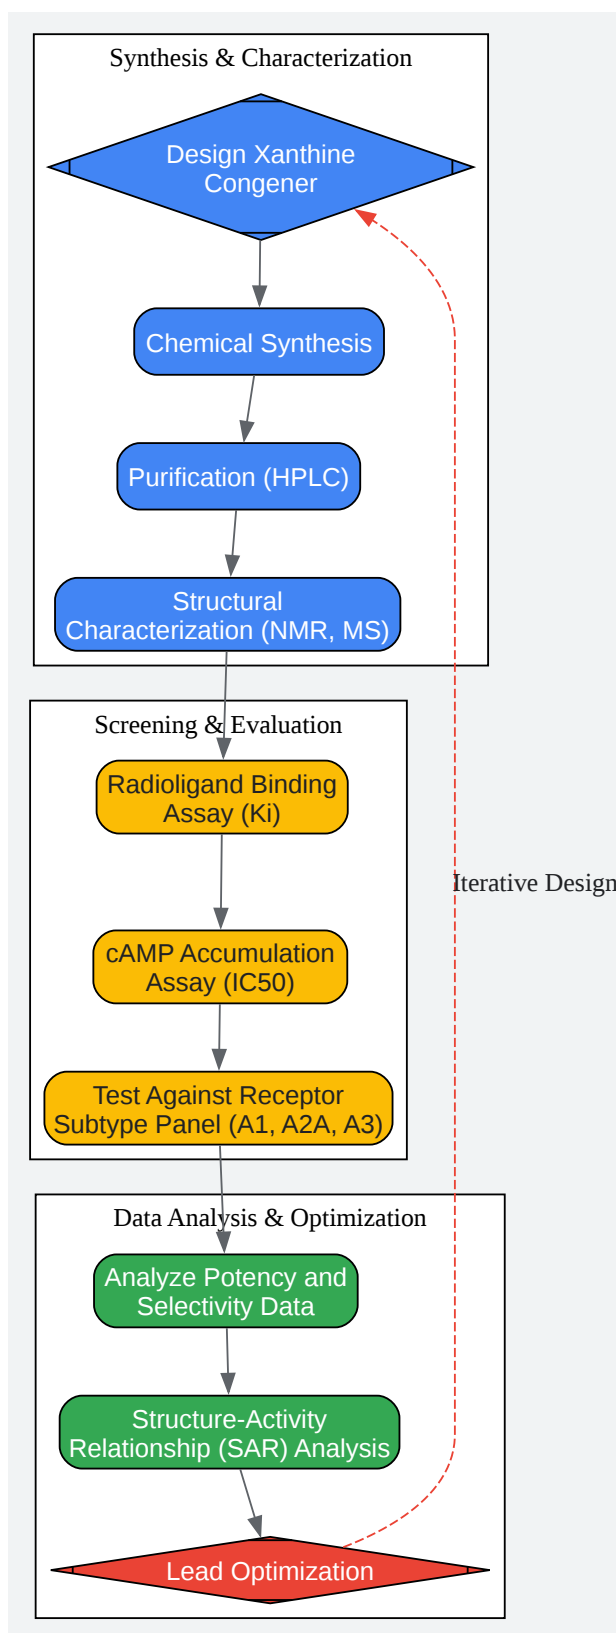 Synthesis & Characterization
Design Xanthine
Congener
Chemical Synthesis
Purification (HPLC)
Structural
Characterization (NMR, MS)
Screening & Evaluation
Radioligand Binding
Assay (Ki)
Iterative Design
cAMP Accumulation
Assay (IC50)
Test Against Receptor
Subtype Panel (A1, A2A, A3)
Data Analysis & Optimization
Analyze Potency and
Selectivity Data
Structure-Activity
Relationship (SAR) Analysis
Lead Optimization